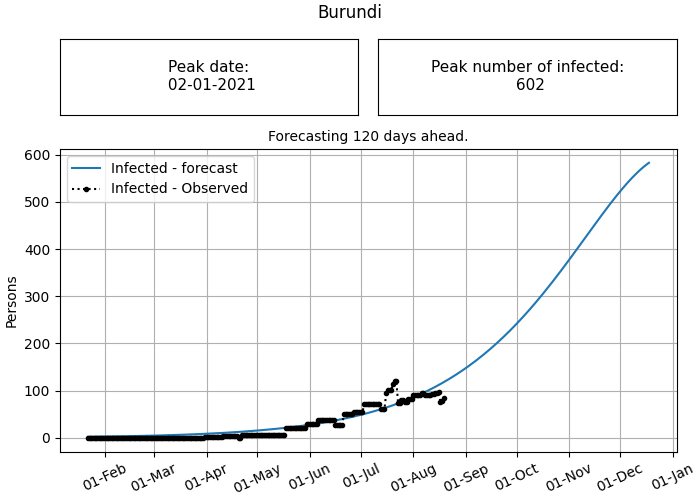 Burundi
Peak date:
02-01-2021
Peak number of infected:
602
Forecasting 120 days ahead.
Infected - forecast
Infected - Observed
Persons
600
500
400
300
200
100
0
01-Feb
01-Mar
01-Apr
01-May
01-Jun
01-Jul
01-Aug
01-Sep
01-Oct
01-Nov
01-Dec
01-Jan